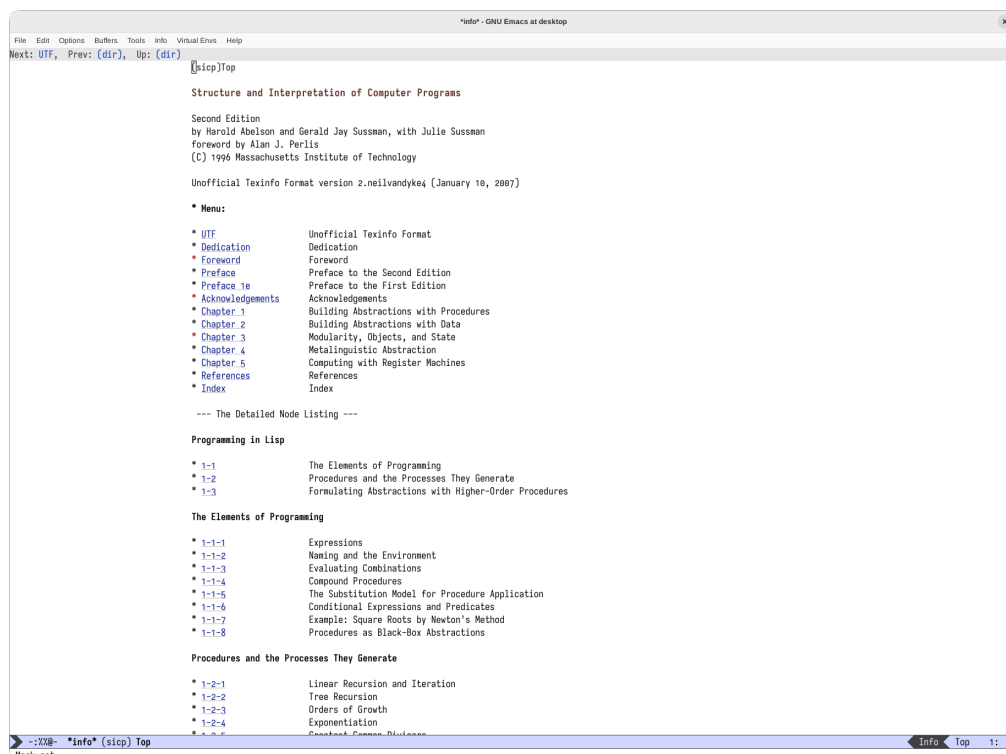 *info* - GNU Emacs at desktop
File Edit Options Buffers Tools Info Virtual Envs Help
Next: UTF, Prev: (dir), Up: (dir)
(sicp)Top
Structure and Interpretation of Computer Programs
Second Edition
by Harold Abelson and Gerald Jay Sussman, with Julie Sussman
foreword by Alan J. Perlis
(C) 1996 Massachusetts Institute of Technology
Unofficial Texinfo Format version 2.neilvandyke4 (January 10, 2007)
* Menu:
* UTF Unofficial Texinfo Format
* Dedication Dedication
* Foreword Foreword
* Preface Preface to the Second Edition
* Preface 1e Preface to the First Edition
* Acknowledgements Acknowledgements
* Chapter 1 Building Abstractions with Procedures
* Chapter 2 Building Abstractions with Data
* Chapter 3 Modularity, Objects, and State
* Chapter 4 Metalinguistic Abstraction
* Chapter 5 Computing with Register Machines
* References References
* Index Index
--- The Detailed Node Listing ---
Programming in Lisp
* 1-1 The Elements of Programming
* 1-2 Procedures and the Processes They Generate
* 1-3 Formulating Abstractions with Higher-Order Procedures
The Elements of Programming
* 1-1-1 Expressions
* 1-1-2 Naming and the Environment
* 1-1-3 Evaluating Combinations
* 1-1-4 Compound Procedures
* 1-1-5 The Substitution Model for Procedure Application
* 1-1-6 Conditional Expressions and Predicates
* 1-1-7 Example: Square Roots by Newton's Method
* 1-1-8 Procedures as Black-Box Abstractions
Procedures and the Processes They Generate
* 1-2-1 Linear Recursion and Iteration
* 1-2-2 Tree Recursion
* 1-2-3 Orders of Growth
* 1-2-4 Exponentiation
* 1-2-5 Greatest Common Divisors
-:%%@- *info* (sicp) Top Info Top 1:
Mark set